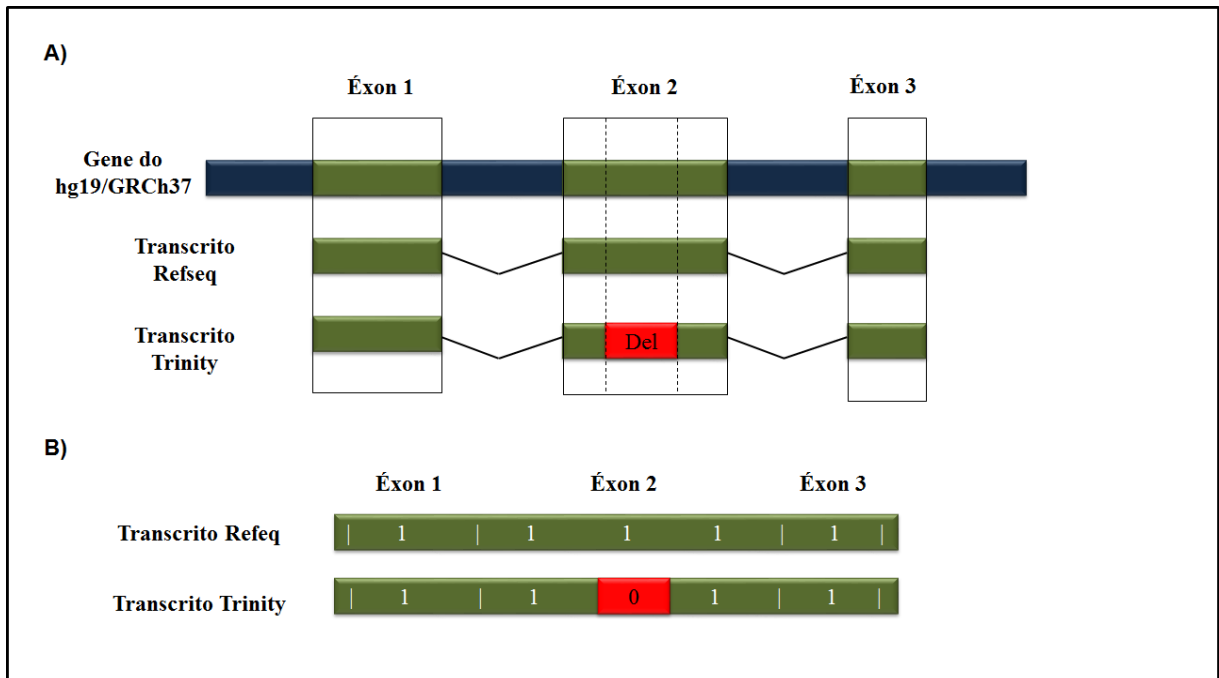 A)
Éxon 1
Éxon 2
Éxon 3
Gene do
hg19/GRCh37
Transcrito
Refseq
Transcrito
Trinity
Del
B)
Éxon 1
Éxon 2
Éxon 3
Transcrito Refeq
| 1 | 1 1 1 | 1 |
Transcrito Trinity
| 1 | 1 0 1 | 1 |